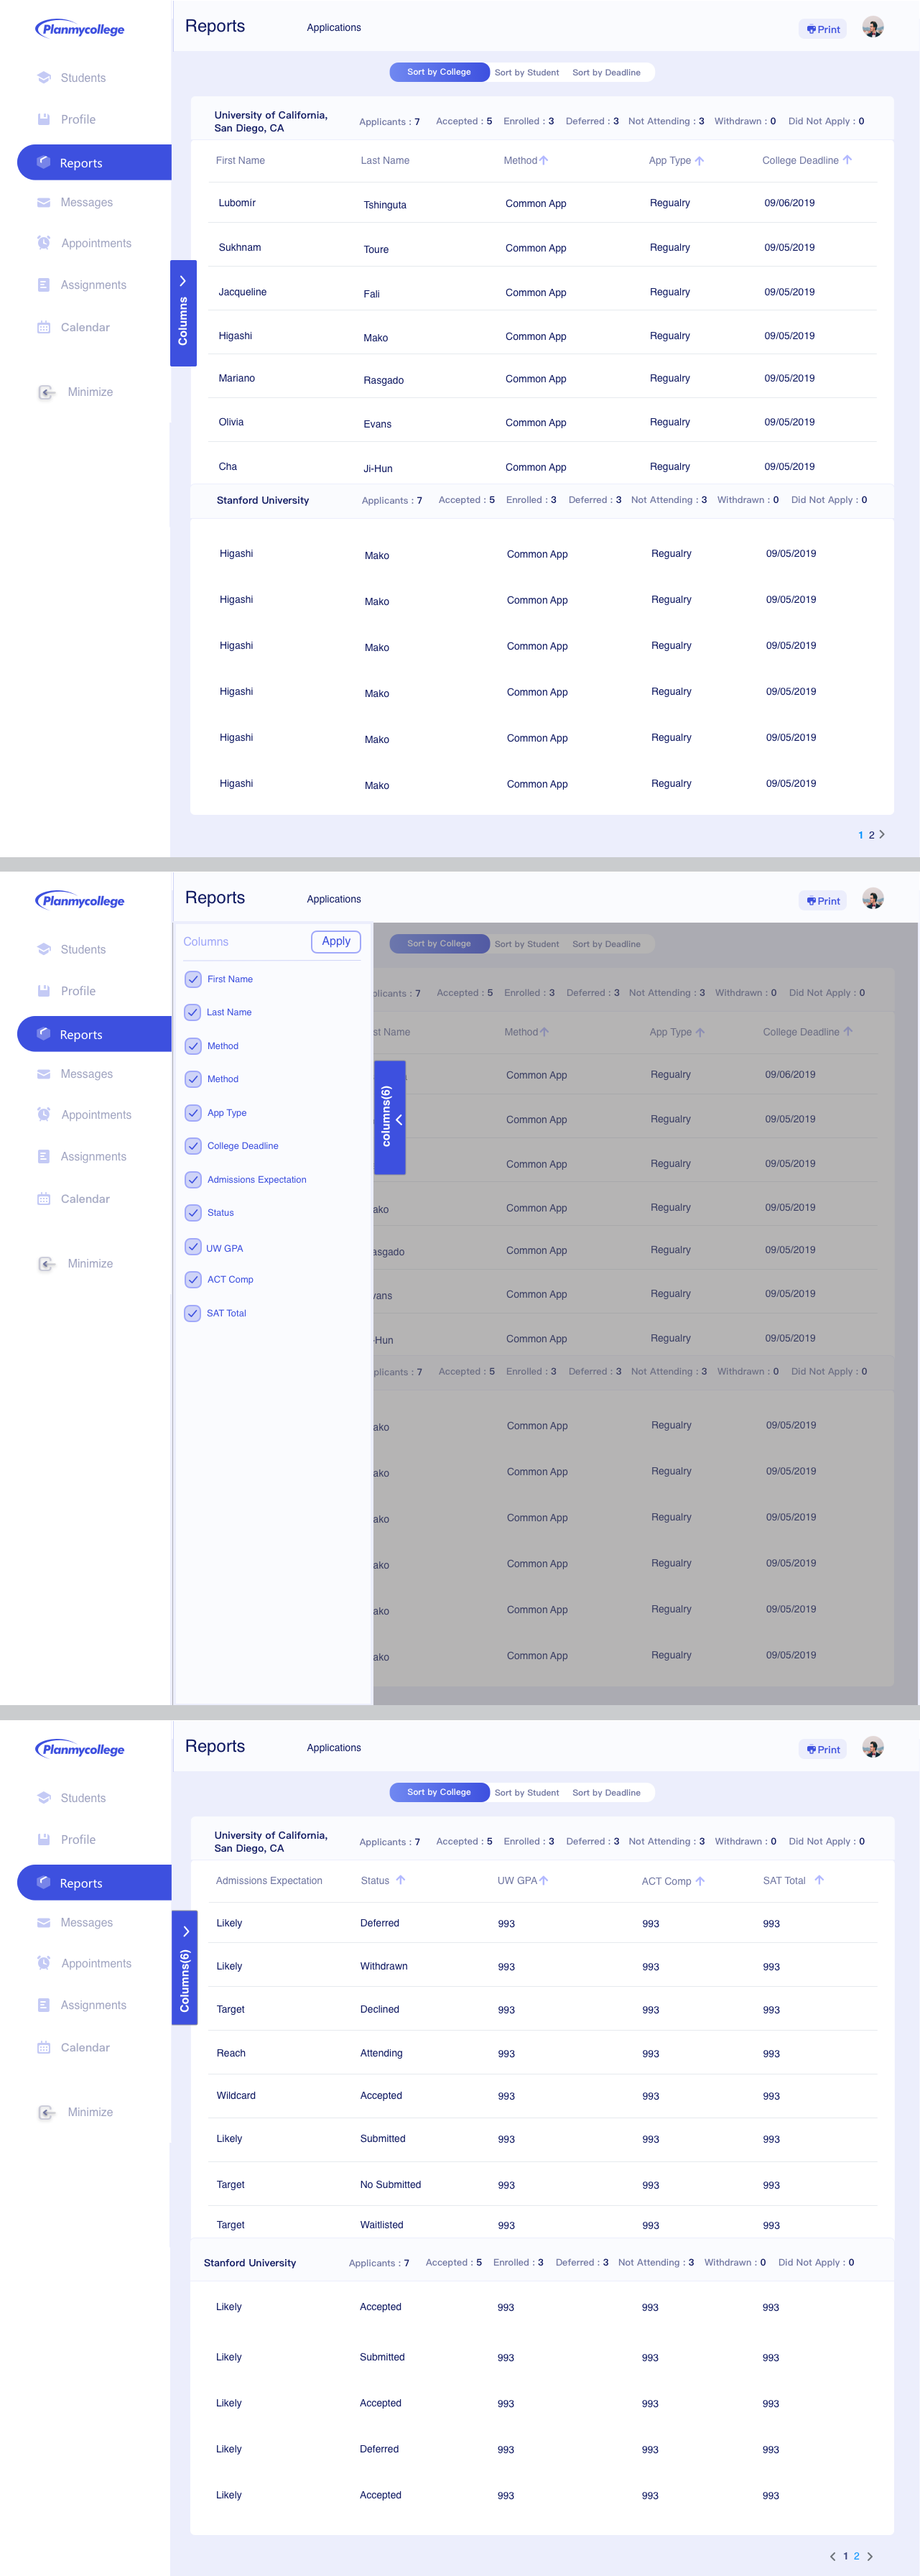 Planmycollege
Reports
Applications
Print
Students
Profile
Reports
Messages
Appointments
Assignments
Calendar
Minimize
Columns
Sort by College Sort by Student Sort by Deadline
University of California,
San Diego, CA
Applicants : 7 Accepted : 5 Enrolled : 3 Deferred : 3 Not Attending : 3 Withdrawn : 0 Did Not Apply : 0
First Name Last Name Method App Type College Deadline
Lubomír Tshinguta Common App Regualry 09/06/2019
Sukhnam Toure Common App Regualry 09/05/2019
Jacqueline Fali Common App Regualry 09/05/2019
Higashi Mako Common App Regualry 09/05/2019
Mariano Rasgado Common App Regualry 09/05/2019
Olivia Evans Common App Regualry 09/05/2019
Cha Ji-Hun Common App Regualry 09/05/2019
Stanford University Applicants : 7 Accepted : 5 Enrolled : 3 Deferred : 3 Not Attending : 3 Withdrawn : 0 Did Not Apply : 0
Higashi Mako Common App Regualry 09/05/2019
Higashi Mako Common App Regualry 09/05/2019
Higashi Mako Common App Regualry 09/05/2019
Higashi Mako Common App Regualry 09/05/2019
Higashi Mako Common App Regualry 09/05/2019
Higashi Mako Common App Regualry 09/05/2019
1 2 >
Planmycollege
Reports
Applications
Print
Students
Profile
Reports
Messages
Appointments
Assignments
Calendar
Minimize
Columns
Apply
First Name
Last Name
Method
Method
App Type
College Deadline
Admissions Expectation
Status
UW GPA
ACT Comp
SAT Total
columns(6)
Sort by College Sort by Student Sort by Deadline
plicants : 7 Accepted : 5 Enrolled : 3 Deferred : 3 Not Attending : 3 Withdrawn : 0 Did Not Apply : 0
st Name Method App Type College Deadline
Common App Regualry 09/06/2019
Common App Regualry 09/05/2019
Common App Regualry 09/05/2019
ako Common App Regualry 09/05/2019
asgado Common App Regualry 09/05/2019
vans Common App Regualry 09/05/2019
-Hun Common App Regualry 09/05/2019
plicants : 7 Accepted : 5 Enrolled : 3 Deferred : 3 Not Attending : 3 Withdrawn : 0 Did Not Apply : 0
ako Common App Regualry 09/05/2019
ako Common App Regualry 09/05/2019
ako Common App Regualry 09/05/2019
ako Common App Regualry 09/05/2019
ako Common App Regualry 09/05/2019
ako Common App Regualry 09/05/2019
Planmycollege
Reports
Applications
Print
Students
Profile
Reports
Messages
Appointments
Assignments
Calendar
Minimize
Columns(6)
Sort by College Sort by Student Sort by Deadline
University of California,
San Diego, CA
Applicants : 7 Accepted : 5 Enrolled : 3 Deferred : 3 Not Attending : 3 Withdrawn : 0 Did Not Apply : 0
Admissions Expectation Status UW GPA ACT Comp SAT Total
Likely Deferred 993 993 993
Likely Withdrawn 993 993 993
Target Declined 993 993 993
Reach Attending 993 993 993
Wildcard Accepted 993 993 993
Likely Submitted 993 993 993
Target No Submitted 993 993 993
Target Waitlisted 993 993 993
Stanford University Applicants : 7 Accepted : 5 Enrolled : 3 Deferred : 3 Not Attending : 3 Withdrawn : 0 Did Not Apply : 0
Likely Accepted 993 993 993
Likely Submitted 993 993 993
Likely Accepted 993 993 993
Likely Deferred 993 993 993
Likely Accepted 993 993 993
< 1 2 >